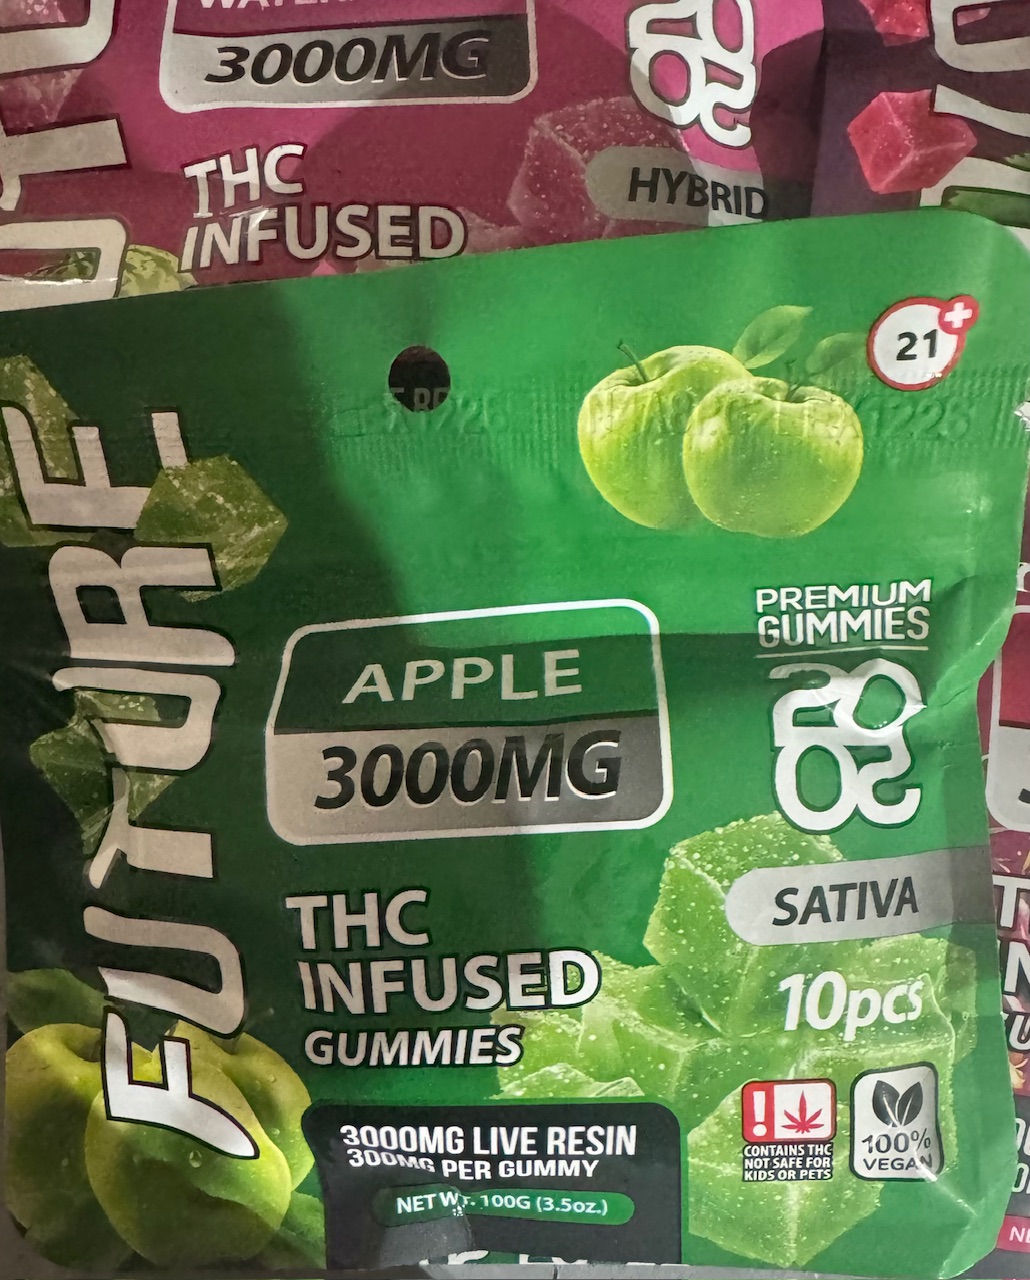 3000MG
THC
INFUSED
HYBRID
21+
FUTURE
PREMIUM
GUMMIES
2020
APPLE
3000MG
SATIVA
THC
INFUSED
GUMMIES
10pcs
3000MG LIVE RESIN
300MG PER GUMMY
NET WT. 100G (3.5oz.)
CONTAINS THC
NOT SAFE FOR
KIDS OR PETS
100%
VEGAN